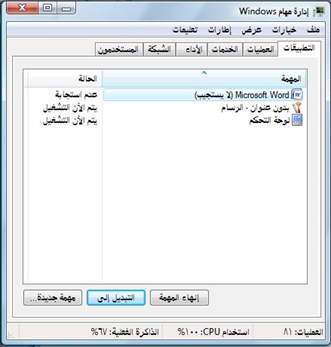 إدارة مهام Windows
ملف خيارات عرض إطارات تعليمات
التطبيقات العمليات الخدمات الأداء الشبكة المستخدمون
المهمة الحالة
Microsoft Word (لا يستجيب) عدم استجابة
بدون عنوان - الرسام يتم الآن التشغيل
لوحة التحكم يتم الآن التشغيل
إنهاء المهمة التبديل إلى مهمة جديدة...
العمليات: ٨١ استخدام CPU: ١٠٠% الذاكرة الفعلية: ٦٧%